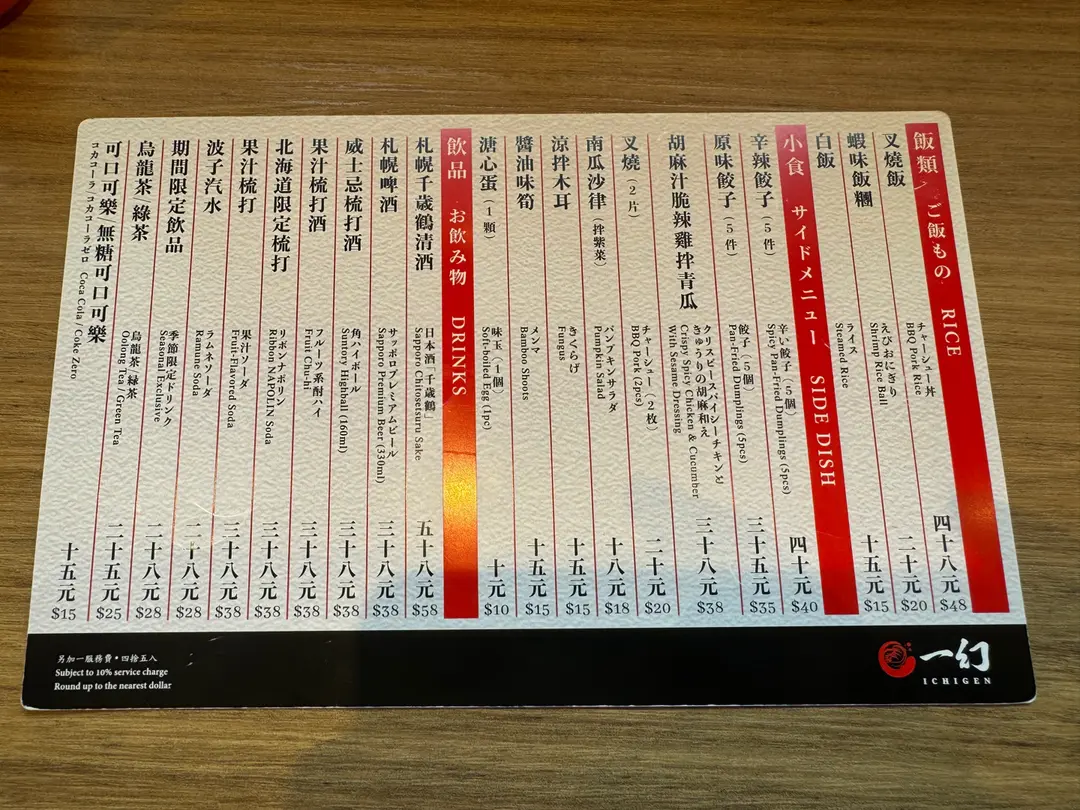 飯類 ご飯もの RICE
叉燒飯
チャーシュー丼
BBQ Pork Rice
四十八元
$48
蝦味飯糰
えびおにぎり
Shrimp Rice Ball
二十元
$20
白飯
ライス
Steamed Rice
十五元
$15
小食 サイドメニュー SIDE DISH
辛辣餃子(5件)
辛い餃子(5個)
Spicy Pan-Fried Dumplings (5pcs)
四十元
$40
原味餃子(5件)
餃子(5個)
Pan-Fried Dumplings (5pcs)
三十五元
$35
胡麻汁脆辣雞拌青瓜
クリスピースパイシーチキンと
きゅうりの胡麻和え
Crispy Spicy Chicken & Cucumber
With Sesame Dressing
三十八元
$38
叉燒(2片)
チャーシュー(2枚)
BBQ Pork (2pcs)
二十元
$20
南瓜沙律(拌紫菜)
パンプキンサラダ
Pumpkin Salad
十八元
$18
涼拌木耳
きくらげ
Fungus
十五元
$15
醬油味筍
メンマ
Bamboo Shoots
十五元
$15
溏心蛋(1顆)
味玉(1個)
Soft-boiled Egg (1pc)
十元
$10
飲品 お飲み物 DRINKS
札幌千歲鶴清酒
日本酒「千歳鶴」
Sapporo Chitosetsuru Sake
五十八元
$58
札幌啤酒
サッポロプレミアムビール
Sapporo Premium Beer (330ml)
三十八元
$38
威士忌梳打酒
角ハイボール
Suntory Highball (160ml)
三十八元
$38
果汁梳打酒
フルーツ系酎ハイ
Fruit Chu-hi
三十八元
$38
北海道限定梳打
リボンナポリン
Ribbon NAPOLIN Soda
三十八元
$38
果汁梳打
果汁ソーダ
Fruit-Flavored Soda
三十八元
$38
波子汽水
ラムネソーダ
Ramune Soda
二十八元
$28
期間限定飲品
季節限定ドリンク
Seasonal Exclusive
二十八元
$28
烏龍茶/綠茶
烏龍茶/緑茶
Oolong Tea / Green Tea
二十五元
$25
可口可樂/無糖可口可樂
コカコーラ/コカコーラゼロ Coca Cola / Coke Zero
十五元
$15
另加一服務費・四捨五入
Subject to 10% service charge
Round up to the nearest dollar
一幻
ICHIGEN